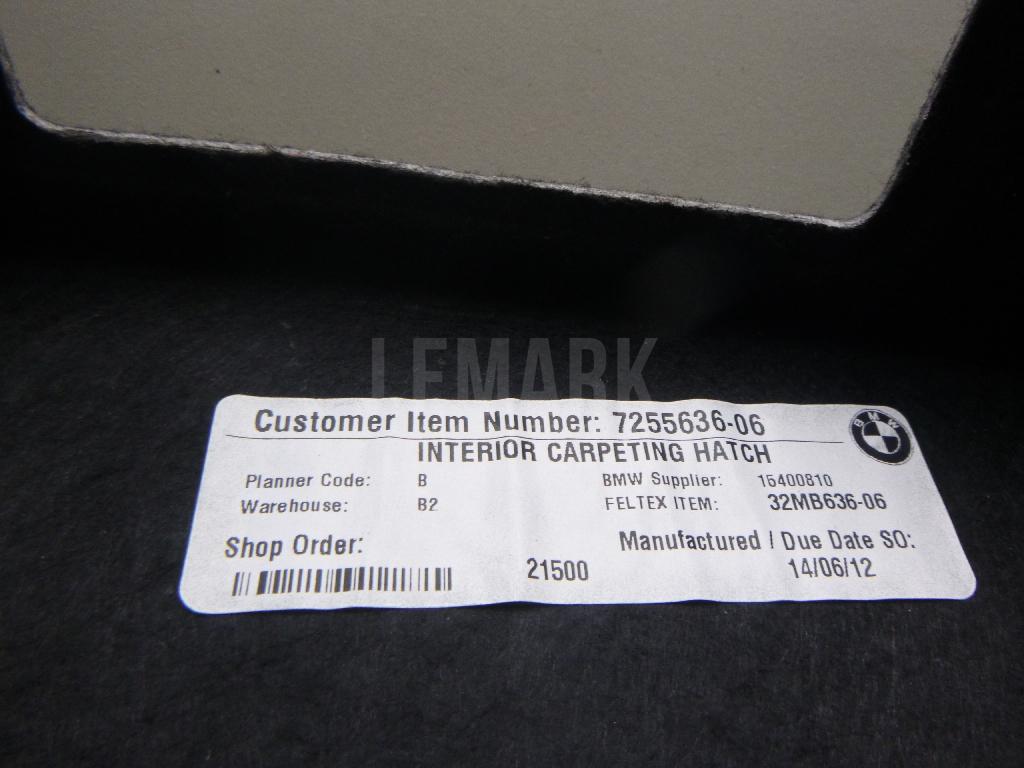 LEMARK
Customer Item Number: 7255636-06
BMW
INTERIOR CARPETING HATCH
Planner Code: B BMW Supplier: 15400810
Warehouse: B2 FELTEX ITEM: 32MB636-06
Shop Order: Manufactured / Due Date SO:
21500 14/06/12